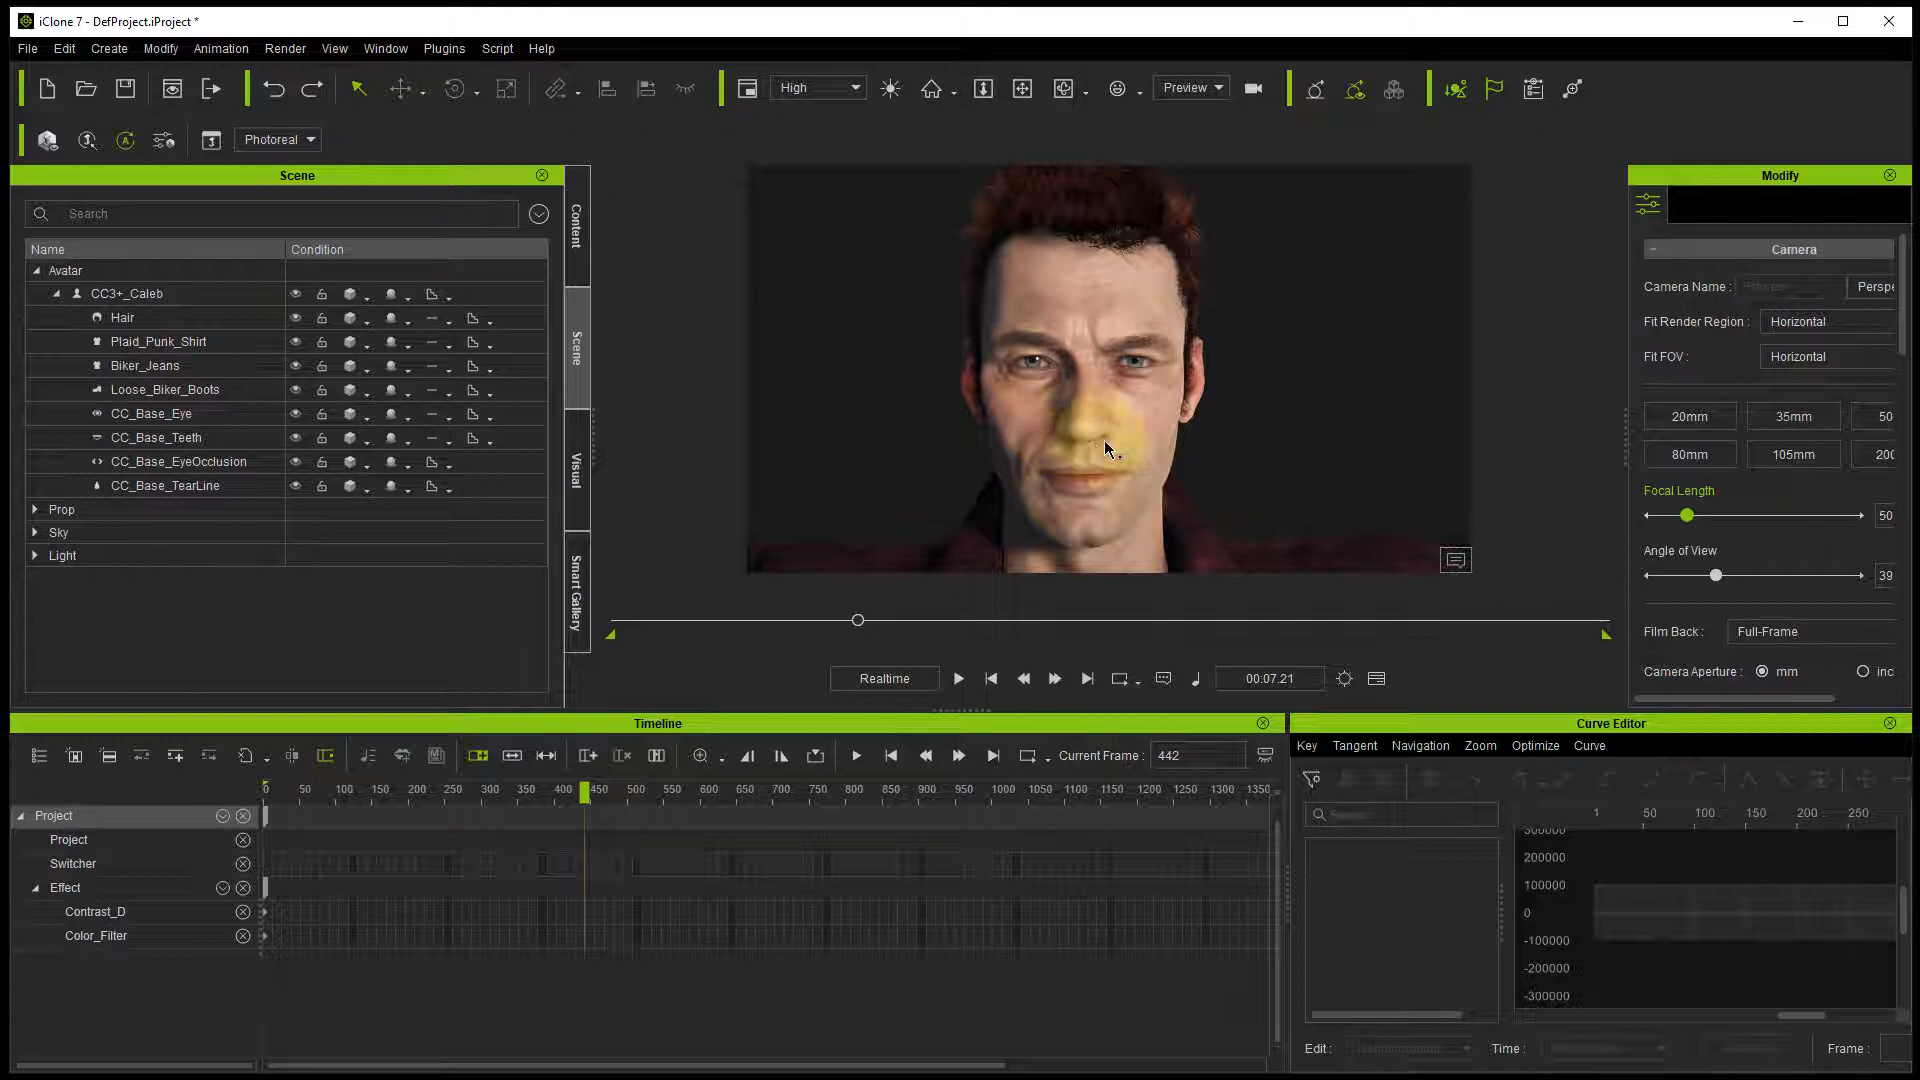 iClone 7 - DefProject.iProject *
File Edit Create Modify Animation Render View Window Plugins Script Help
High Preview
Photoreal
Scene
Search
Name Condition
Avatar
CC3+_Caleb
Hair
Plaid_Punk_Shirt
Biker_Jeans
Loose_Biker_Boots
CC_Base_Eye
CC_Base_Teeth
CC_Base_EyeOcclusion
CC_Base_TearLine
Prop
Sky
Light
Content
Scene
Visual
Smart Gallery
Realtime 00:07.21
Modify
Camera
Camera Name : Perspe
Fit Render Region : Horizontal
Fit FOV : Horizontal
20mm 35mm 50
80mm 105mm 200
Focal Length
50
Angle of View
39
Film Back : Full-Frame
Camera Aperture : mm inc
Timeline
Current Frame : 442
0 50 100 150 200 250 300 350 400 450 500 550 600 650 700 750 800 850 900 950 1000 1050 1100 1150 1200 1250 1300 1350
Project
Project
Switcher
Effect
Contrast_D
Color_Filter
Curve Editor
Key Tangent Navigation Zoom Optimize Curve
1 50 100 150 200 250
300000
200000
100000
0
-100000
-200000
-300000
Edit : Time : Frame :